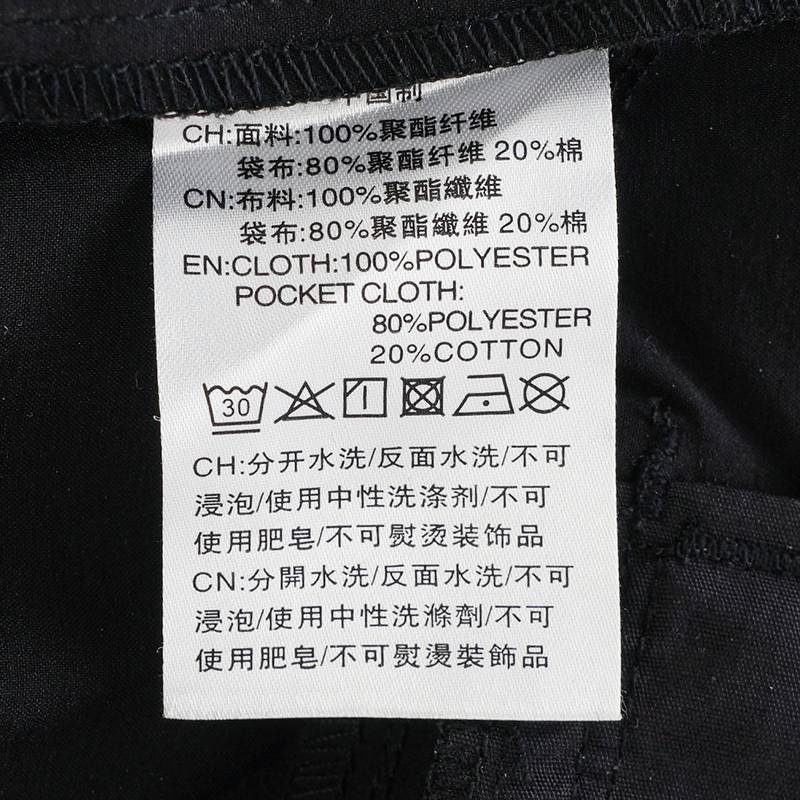 中国制
CH:面料:100%聚酯纤维
袋布:80%聚酯纤维 20%棉
CN:布料:100%聚酯纖維
袋布:80%聚酯纖維 20%棉
EN:CLOTH:100%POLYESTER
POCKET CLOTH:
80%POLYESTER
20%COTTON
30
CH:分开水洗/反面水洗/不可
浸泡/使用中性洗涤剂/不可
使用肥皂/不可熨烫装饰品
CN:分開水洗/反面水洗/不可
浸泡/使用中性洗滌劑/不可
使用肥皂/不可熨燙裝飾品